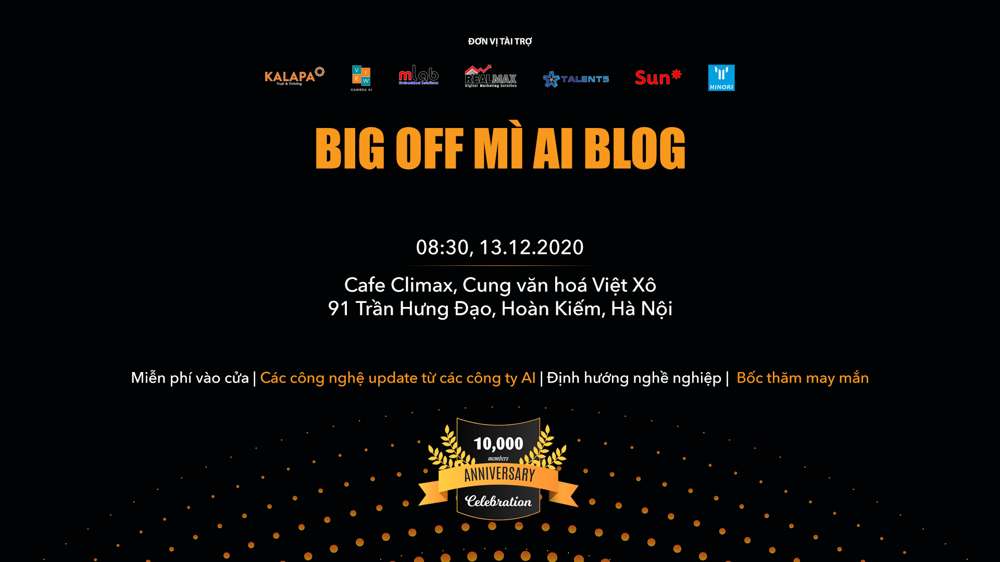 ĐƠN VỊ TÀI TRỢ
KALAPA
Trust & Thriving
VIEW
CAMERA AI
mlab
Embedded Solutions
REALMAX
Digital Marketing Solution
TALENT5
Sun*
HINORI
BIG OFF MÌ AI BLOG
08:30, 13.12.2020
Cafe Climax, Cung văn hoá Việt Xô
91 Trần Hưng Đạo, Hoàn Kiếm, Hà Nội
Miễn phí vào cửa | Các công nghệ update từ các công ty AI | Định hướng nghề nghiệp | Bốc thăm may mắn
10,000
members
ANNIVERSARY
Celebration